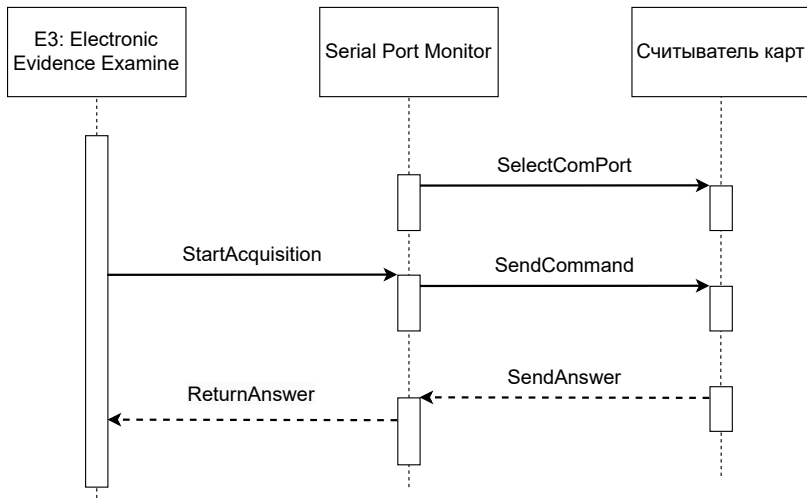 E3: Electronic
Evidence Examine
Serial Port Monitor
Считыватель карт
SelectComPort
StartAcquisition
SendCommand
SendAnswer
ReturnAnswer